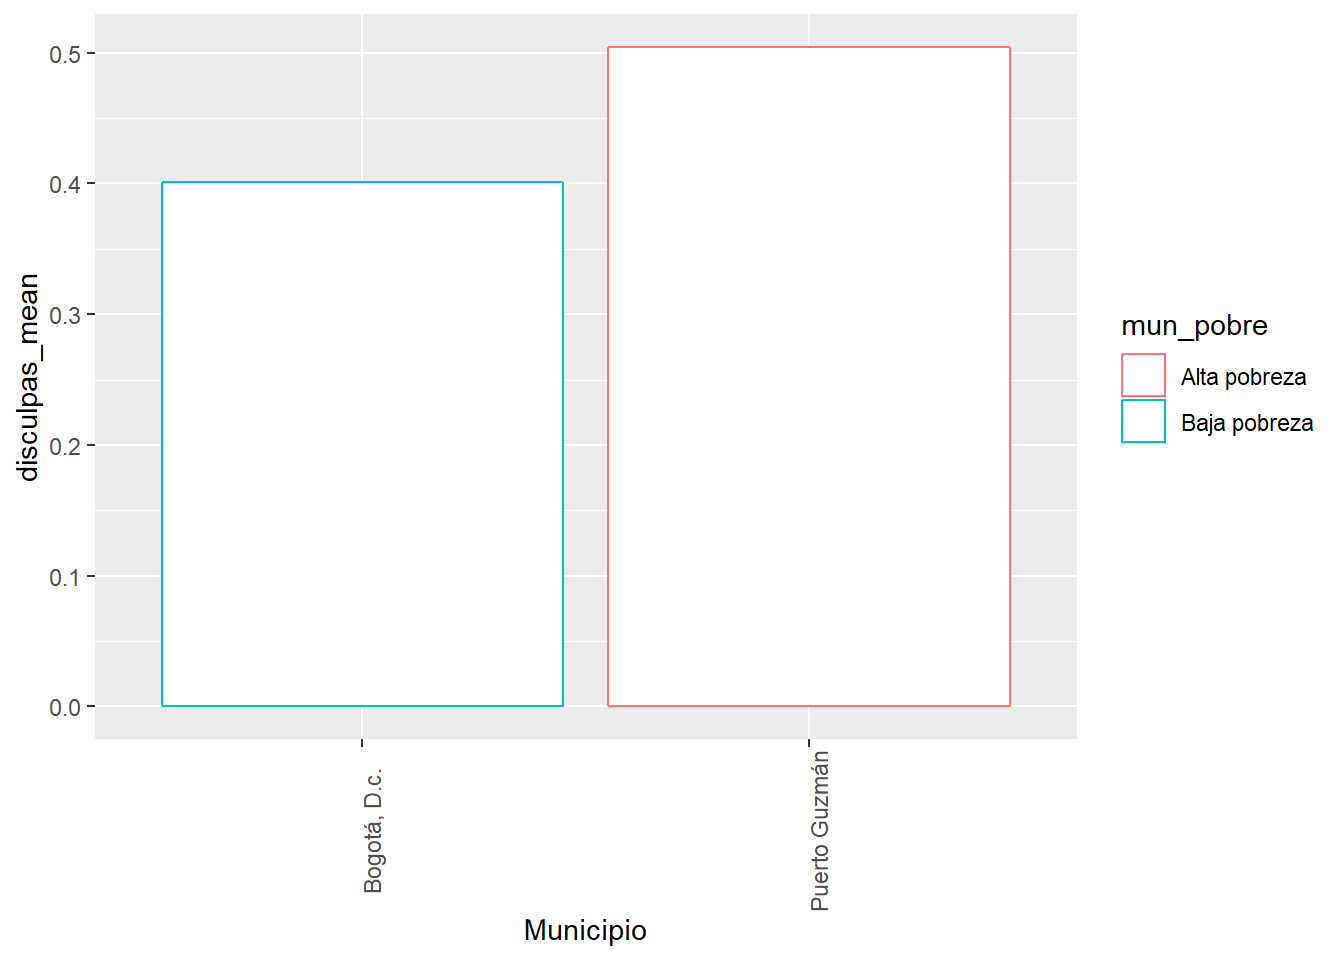 disculpas_mean
0.5
0.4
0.3
0.2
0.1
0.0
Bogotá, D.c.
Puerto Guzmán
Municipio
mun_pobre
Alta pobreza
Baja pobreza